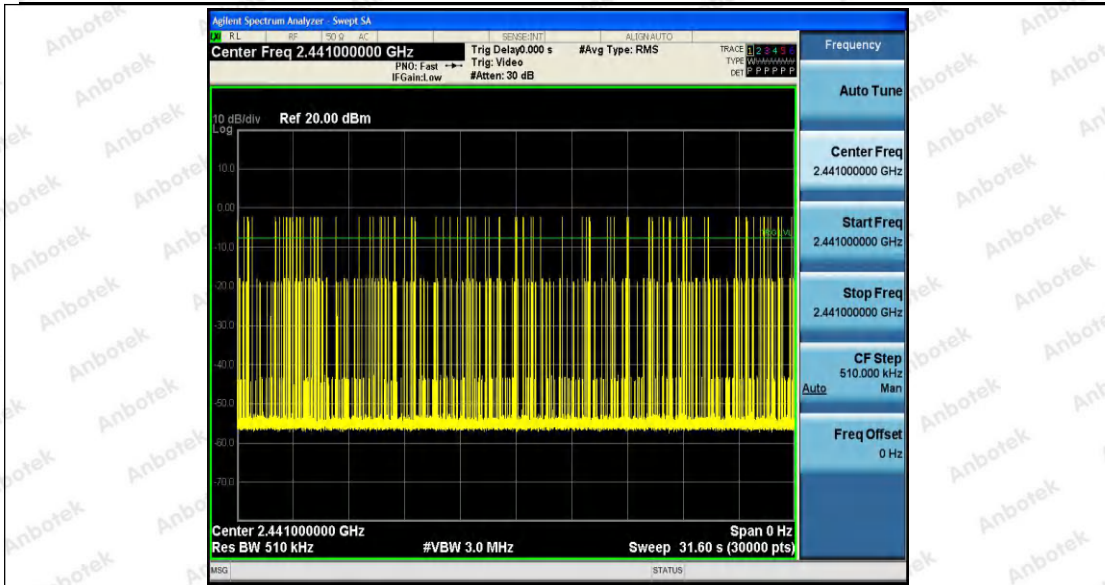 Agilent Spectrum Analyzer - Swept SA
RL RF 50 Ω AC SENSE:INT ALIGN AUTO
Center Freq 2.441000000 GHz
PNO: Fast
IFGain:Low
Trig Delay0.000 s
Trig: Video
#Atten: 30 dB
#Avg Type: RMS
TRACE 1 2 3 4 5 6
TYPE WWWWWW
DET P P P P P P
10 dB/div Ref 20.00 dBm
Log
10.0
0.00
-10.0
-20.0
-30.0
-40.0
-50.0
-60.0
-70.0
Center 2.441000000 GHz Span 0 Hz
Res BW 510 kHz #VBW 3.0 MHz Sweep 31.60 s (30000 pts)
MSG STATUS
Frequency
Auto Tune
Center Freq
2.441000000 GHz
Start Freq
2.441000000 GHz
Stop Freq
2.441000000 GHz
CF Step
510.000 kHz
Auto Man
Freq Offset
0 Hz
Anbotek